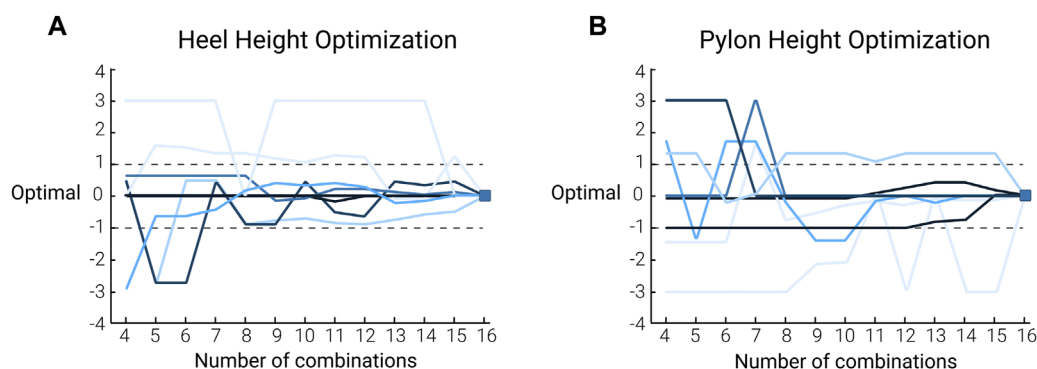 A
Heel Height Optimization
4
3
2
1
Optimal 0
-1
-2
-3
-4
4 5 6 7 8 9 10 11 12 13 14 15 16
Number of combinations
B
Pylon Height Optimization
4
3
2
1
Optimal 0
-1
-2
-3
-4
4 5 6 7 8 9 10 11 12 13 14 15 16
Number of combinations